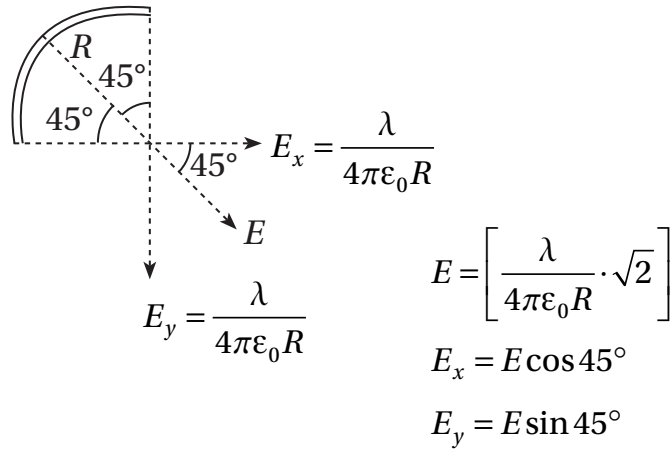 R
45°
45°
45°
E_x = λ / 4πε₀R
E
E_y = λ / 4πε₀R
E = [ λ / 4πε₀R · √2 ]
E_x = E cos 45°
E_y = E sin 45°